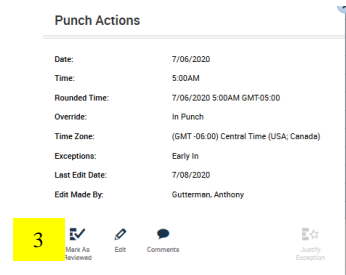 Punch Actions
Date: 7/06/2020
Time: 5:00AM
Rounded Time: 7/06/2020 5:00AM GMT-05:00
Override: In Punch
Time Zone: (GMT -06:00) Central Time (USA; Canada)
Exceptions: Early In
Last Edit Date: 7/08/2020
Edit Made By: Gutterman, Anthony
3
Mark As Reviewed
Edit
Comments
Justify Exception